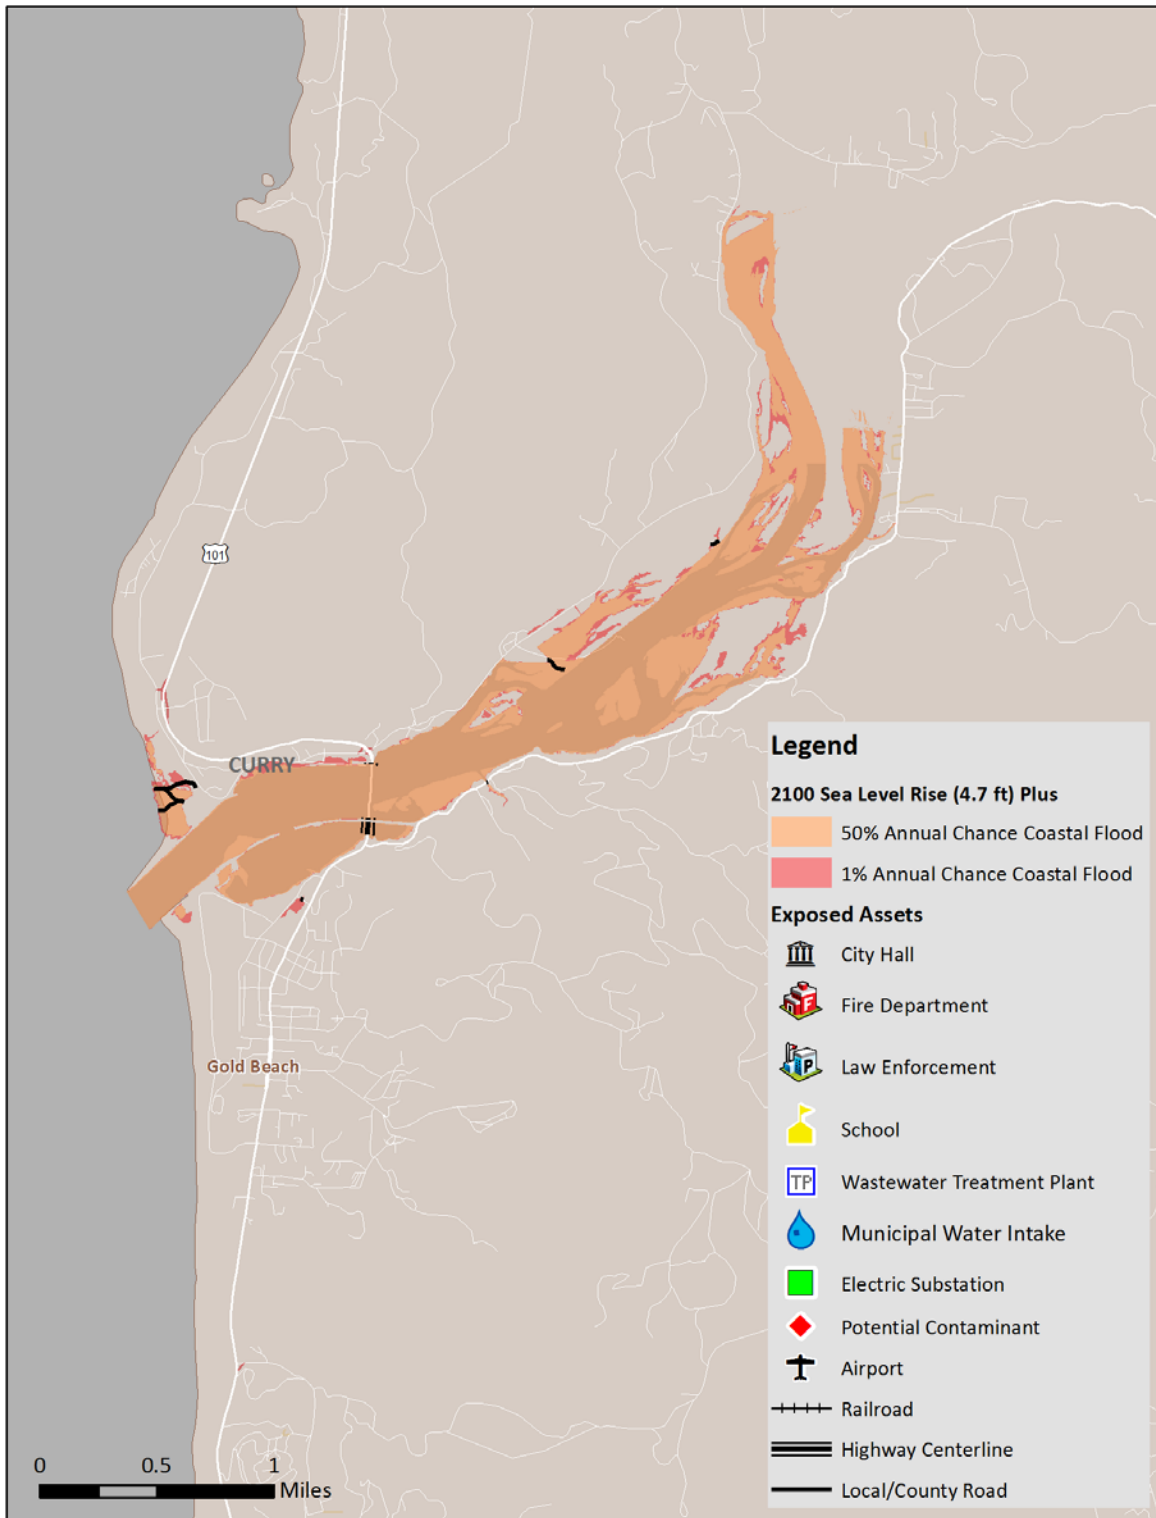 101
CURRY
Gold Beach
Legend
2100 Sea Level Rise (4.7 ft) Plus
50% Annual Chance Coastal Flood
1% Annual Chance Coastal Flood
Exposed Assets
City Hall
F
Fire Department
P
Law Enforcement
School
TP
Wastewater Treatment Plant
Municipal Water Intake
Electric Substation
Potential Contaminant
Airport
Railroad
Highway Centerline
Local/County Road
0 0.5 1
Miles